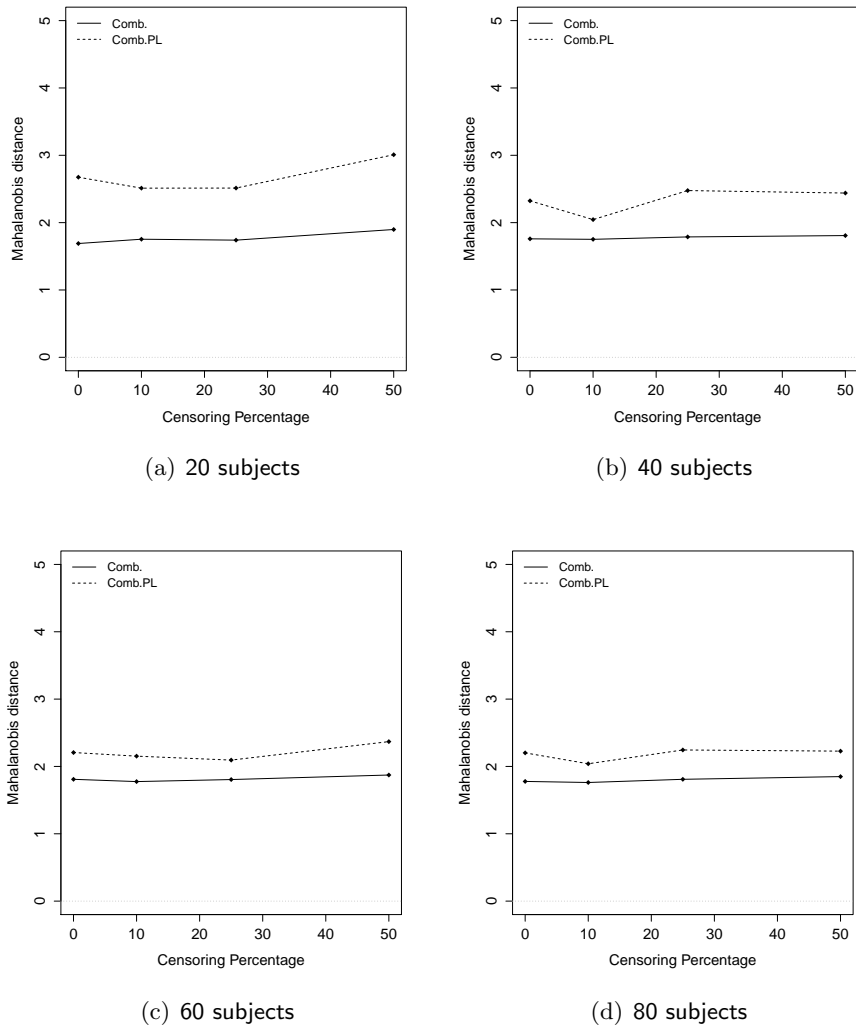 Comb.
Comb.PL
5
4
3
2
1
0
Mahalanobis distance
0 10 20 30 40 50
Censoring Percentage
(a) 20 subjects
Comb.
Comb.PL
5
4
3
2
1
0
Mahalanobis distance
0 10 20 30 40 50
Censoring Percentage
(b) 40 subjects
Comb.
Comb.PL
5
4
3
2
1
0
Mahalanobis distance
0 10 20 30 40 50
Censoring Percentage
(c) 60 subjects
Comb.
Comb.PL
5
4
3
2
1
0
Mahalanobis distance
0 10 20 30 40 50
Censoring Percentage
(d) 80 subjects